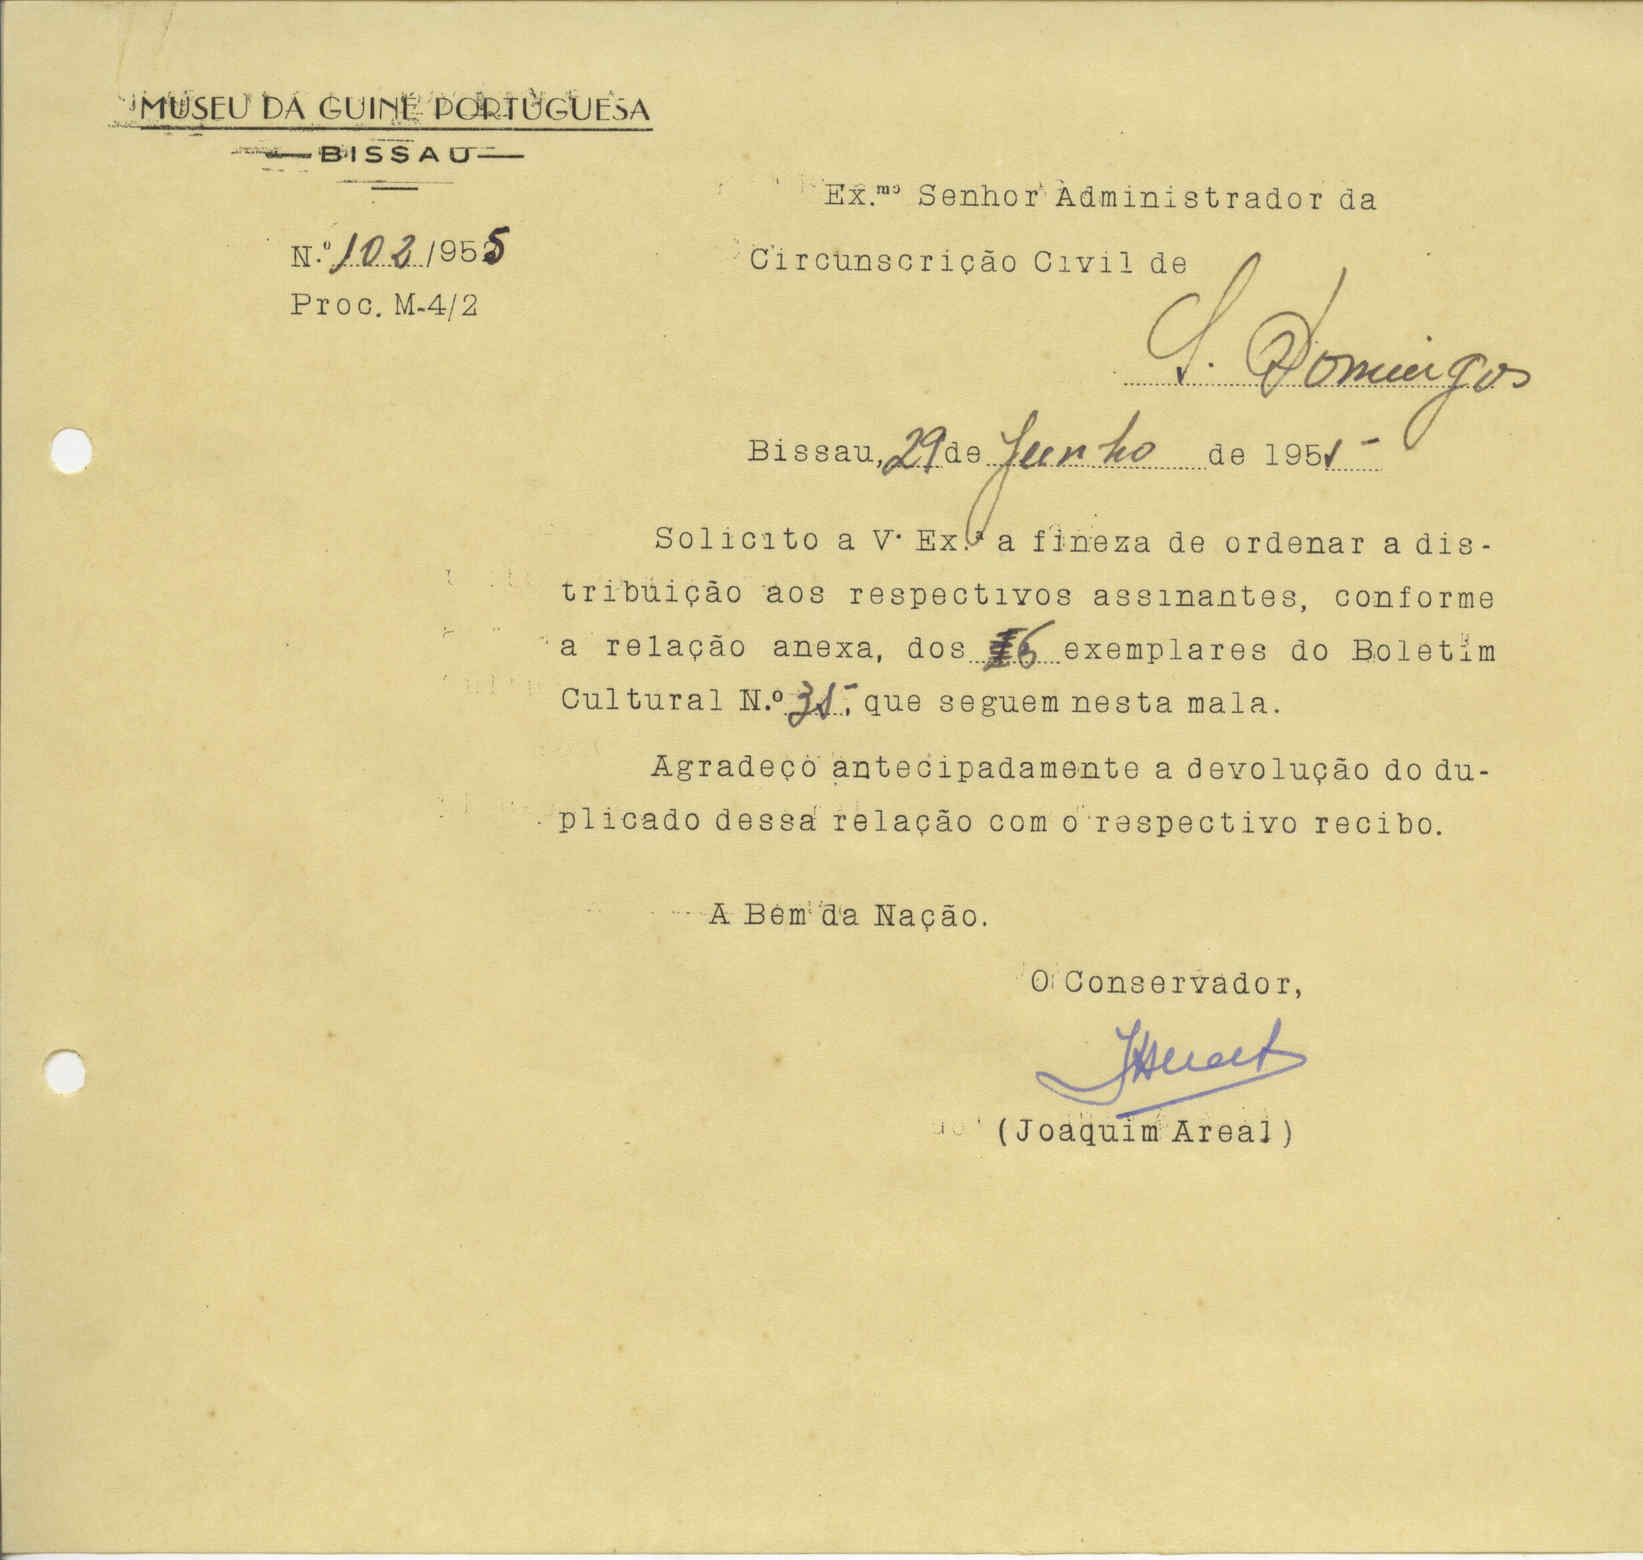 MUSEU DA GUINÉ PORTUGUESA
BISSAU
Ex.mo Senhor Administrador da
N.º 102/955
Circunscrição Civil de
Proc. M-4/2
S. Domingos
Bissau, 29 de Junho de 1955
Solicito a V. Ex.ª a fineza de ordenar a dis-
tribuição aos respectivos assinantes, conforme
a relação anexa, dos 6 exemplares do Boletim
Cultural N.º 35, que seguem nesta mala.
Agradeço antecipadamente a devolução do du-
plicado dessa relação com o respectivo recibo.
A Bem da Nação.
O Conservador,
(Joaquim Areal)